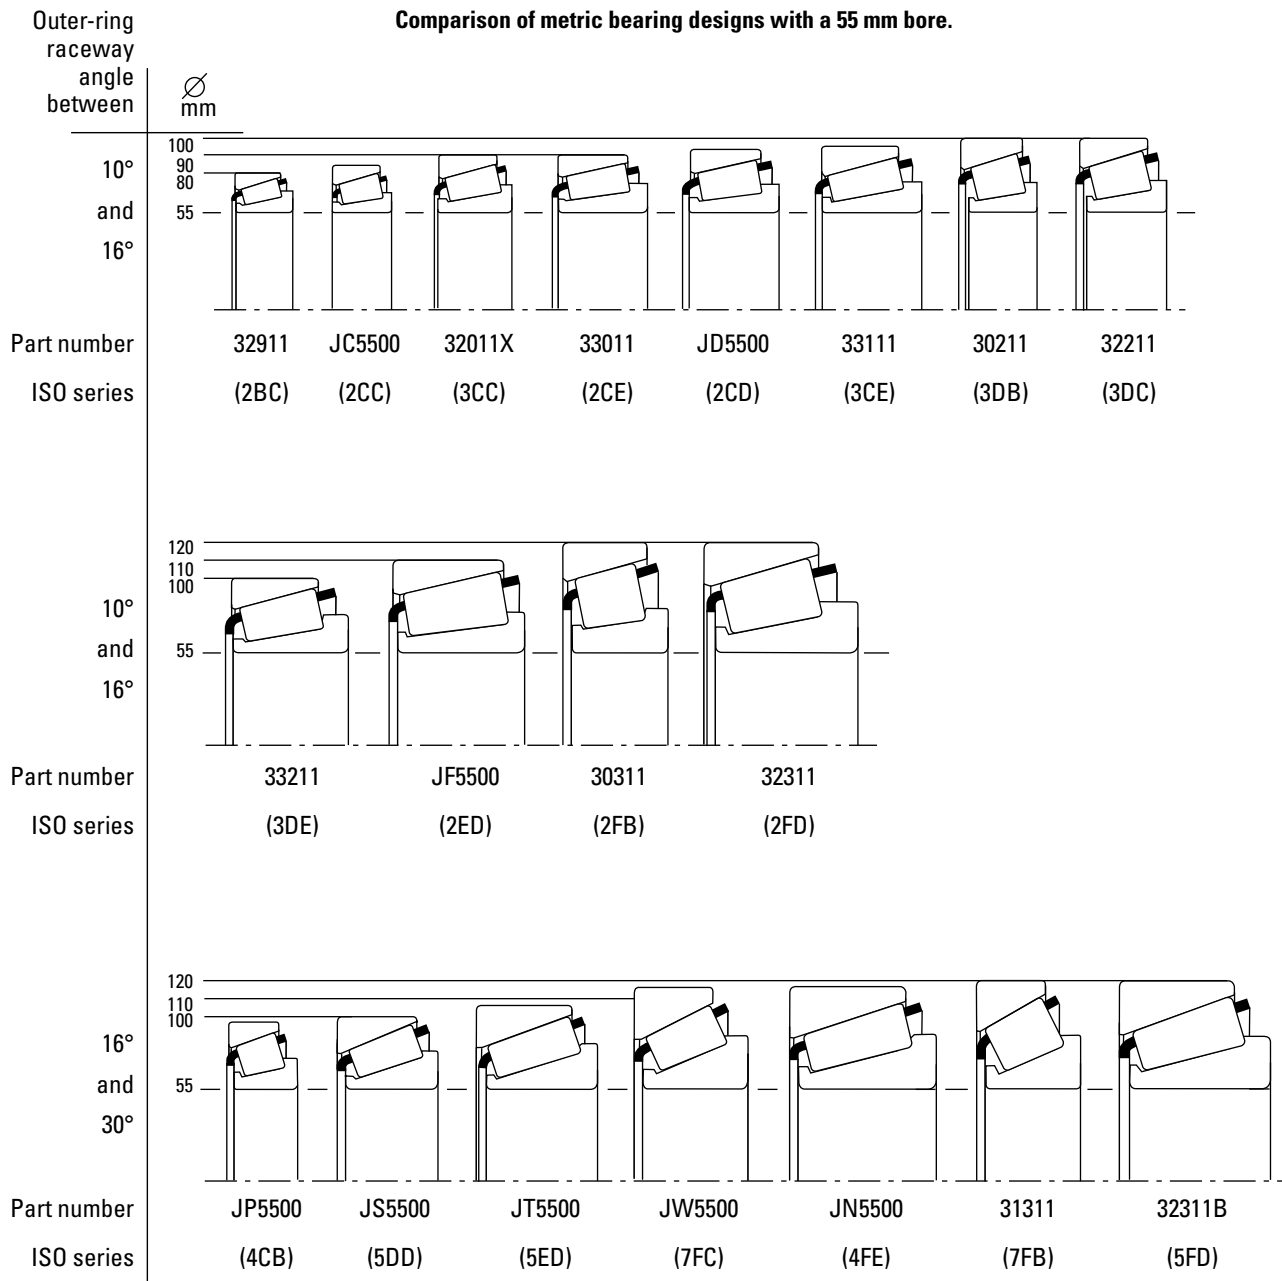 Comparison of metric bearing designs with a 55 mm bore.
Outer-ring
raceway
angle
between
Ø
mm
100
90
80
55
10°
and
16°
Part number 32911 JC5500 32011X 33011 JD5500 33111 30211 32211
ISO series (2BC) (2CC) (3CC) (2CE) (2CD) (3CE) (3DB) (3DC)
120
110
100
55
10°
and
16°
Part number 33211 JF5500 30311 32311
ISO series (3DE) (2ED) (2FB) (2FD)
120
110
100
55
16°
and
30°
Part number JP5500 JS5500 JT5500 JW5500 JN5500 31311 32311B
ISO series (4CB) (5DD) (5ED) (7FC) (4FE) (7FB) (5FD)